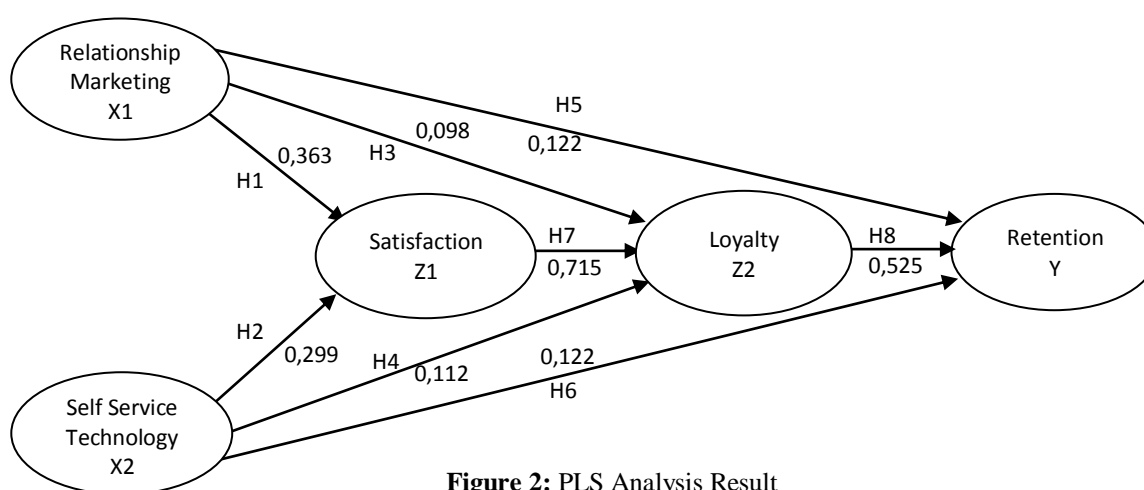 Relationship
Marketing
X1
H5
0,098
0,122
H3
0,363
H1
Satisfaction
Z1
H7
0,715
Loyalty
Z2
H8
0,525
Retention
Y
H2
0,299
H4
0,112
0,122
H6
Self Service
Technology
X2
Figure 2: PLS Analysis Result